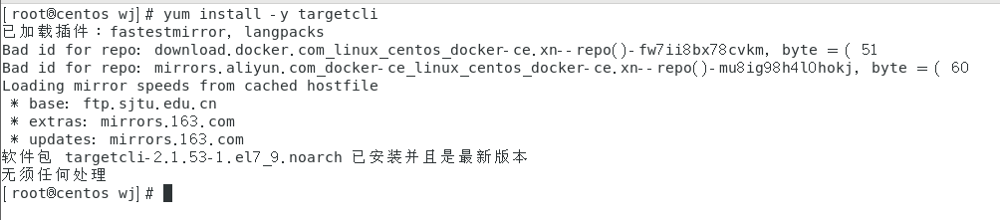 [root@centos wj]# yum install -y targetcli
已加载插件：fastestmirror, langpacks
Bad id for repo: download.docker.com_linux_centos_docker-ce.xn--repo()-fw7ii8bx78cvkm, byte = ( 51
Bad id for repo: mirrors.aliyun.com_docker-ce_linux_centos_docker-ce.xn--repo()-mu8ig98h4l0hokj, byte = ( 60
Loading mirror speeds from cached hostfile
 * base: ftp.sjtu.edu.cn
 * extras: mirrors.163.com
 * updates: mirrors.163.com
软件包 targetcli-2.1.53-1.el7_9.noarch 已安装并且是最新版本
无须任何处理
[root@centos wj]#